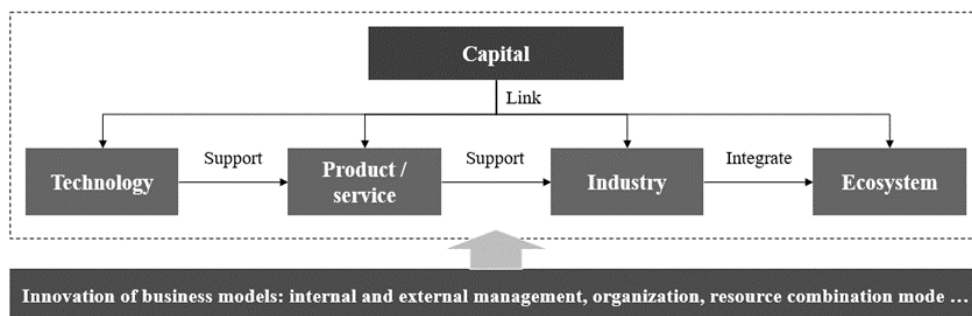 Capital
Link
Technology
Support
Product /
service
Support
Industry
Integrate
Ecosystem
Innovation of business models: internal and external management, organization, resource combination mode ...